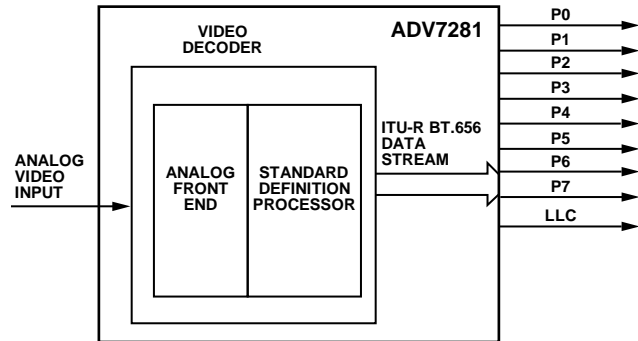 VIDEO
DECODER
ADV7281
ANALOG
VIDEO
INPUT
ANALOG
FRONT
END
STANDARD
DEFINITION
PROCESSOR
ITU-R BT.656
DATA
STREAM
P0
P1
P2
P3
P4
P5
P6
P7
LLC